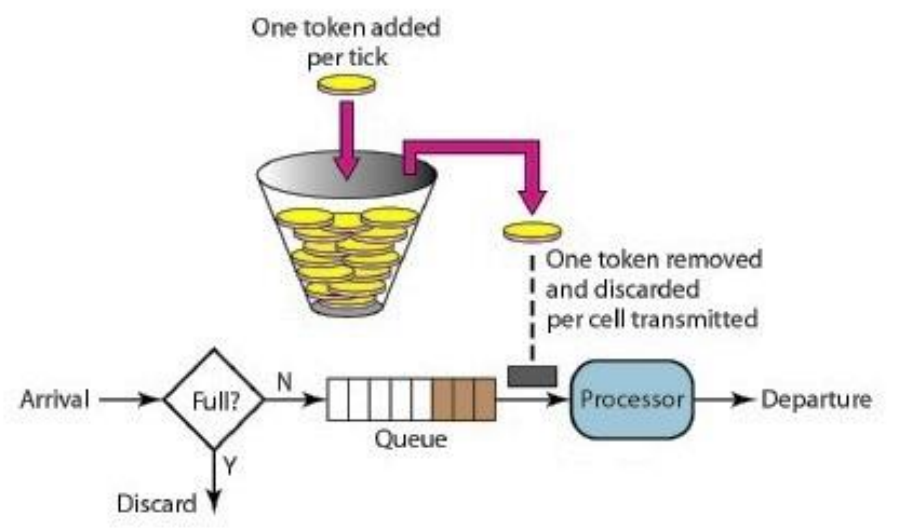 One token added
per tick
One token removed
and discarded
per cell transmitted
Arrival
Full?
N
Queue
Processor
Departure
Y
Discard